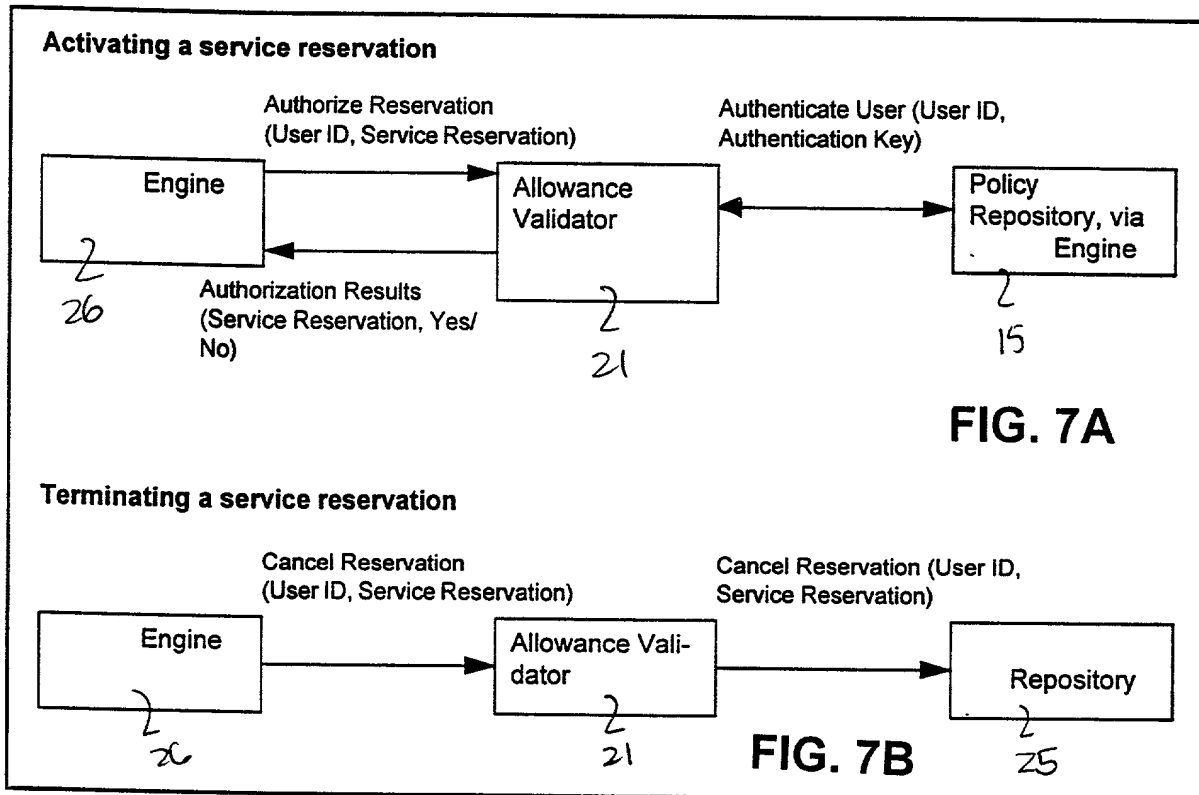 Activating a service reservation
Authorize Reservation
(User ID, Service Reservation)
Authenticate User (User ID,
Authentication Key)
Engine
Allowance
Validator
Policy
Repository, via
Engine
26
Authorization Results
(Service Reservation, Yes/
No)
21
15
FIG. 7A
Terminating a service reservation
Cancel Reservation
(User ID, Service Reservation)
Cancel Reservation (User ID,
Service Reservation)
Engine
Allowance Vali-
dator
Repository
26
21
FIG. 7B
25